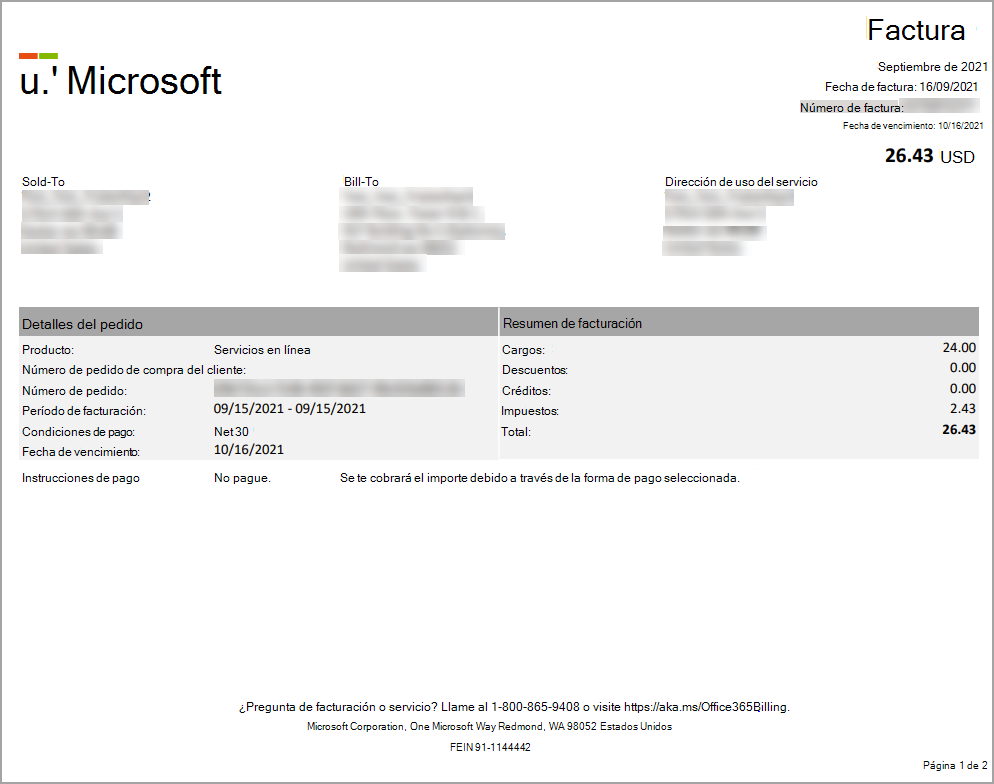 Factura
Septiembre de 2021
Fecha de factura: 16/09/2021
Número de factura:
Fecha de vencimiento: 10/16/2021
26.43 USD
u.' Microsoft
Sold-To
Bill-To
Dirección de uso del servicio
Detalles del pedido
Producto: Servicios en línea
Número de pedido de compra del cliente:
Número de pedido:
Período de facturación: 09/15/2021 - 09/15/2021
Condiciones de pago: Net 30
Fecha de vencimiento: 10/16/2021
Resumen de facturación
Cargos: 24.00
Descuentos: 0.00
Créditos: 0.00
Impuestos: 2.43
Total: 26.43
Instrucciones de pago No pague. Se te cobrará el importe debido a través de la forma de pago seleccionada.
¿Pregunta de facturación o servicio? Llame al 1-800-865-9408 o visite https://aka.ms/Office365Billing.
Microsoft Corporation, One Microsoft Way Redmond, WA 98052 Estados Unidos
FEIN 91-1144442
Página 1 de 2